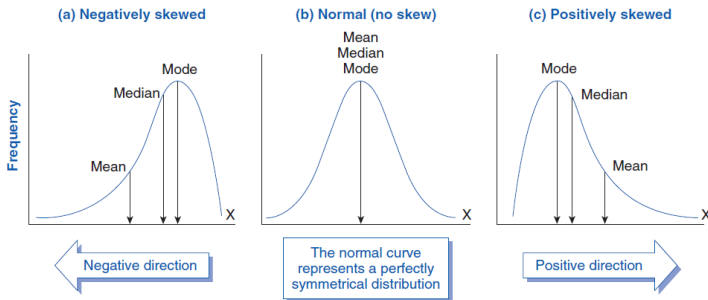 (a) Negatively skewed
(b) Normal (no skew)
(c) Positively skewed
Frequency
Mode
Median
Mean
X
Mean
Median
Mode
X
Mode
Median
Mean
X
Negative direction
The normal curve
represents a perfectly
symmetrical distribution
Positive direction